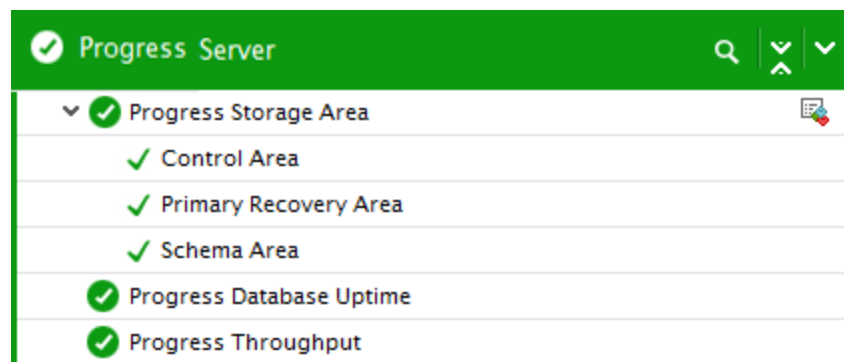 Progress Server
Progress Storage Area
Control Area
Primary Recovery Area
Schema Area
Progress Database Uptime
Progress Throughput